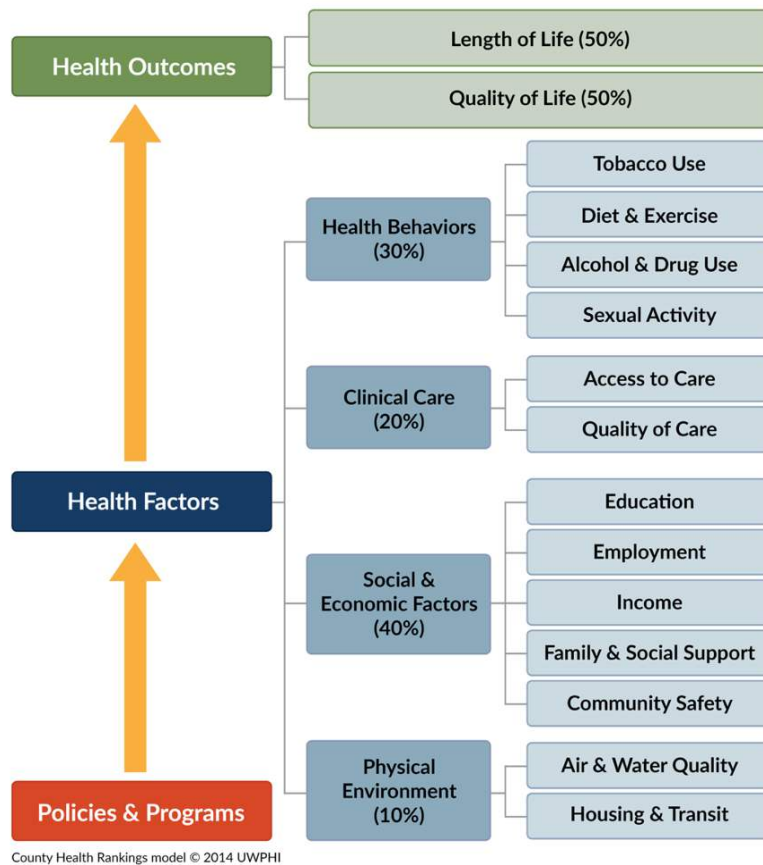 Health Outcomes
Length of Life (50%)
Quality of Life (50%)
Health Factors
Health Behaviors
(30%)
Tobacco Use
Diet & Exercise
Alcohol & Drug Use
Sexual Activity
Clinical Care
(20%)
Access to Care
Quality of Care
Social &
Economic Factors
(40%)
Education
Employment
Income
Family & Social Support
Community Safety
Physical
Environment
(10%)
Air & Water Quality
Housing & Transit
Policies & Programs
County Health Rankings model © 2014 UWPHI